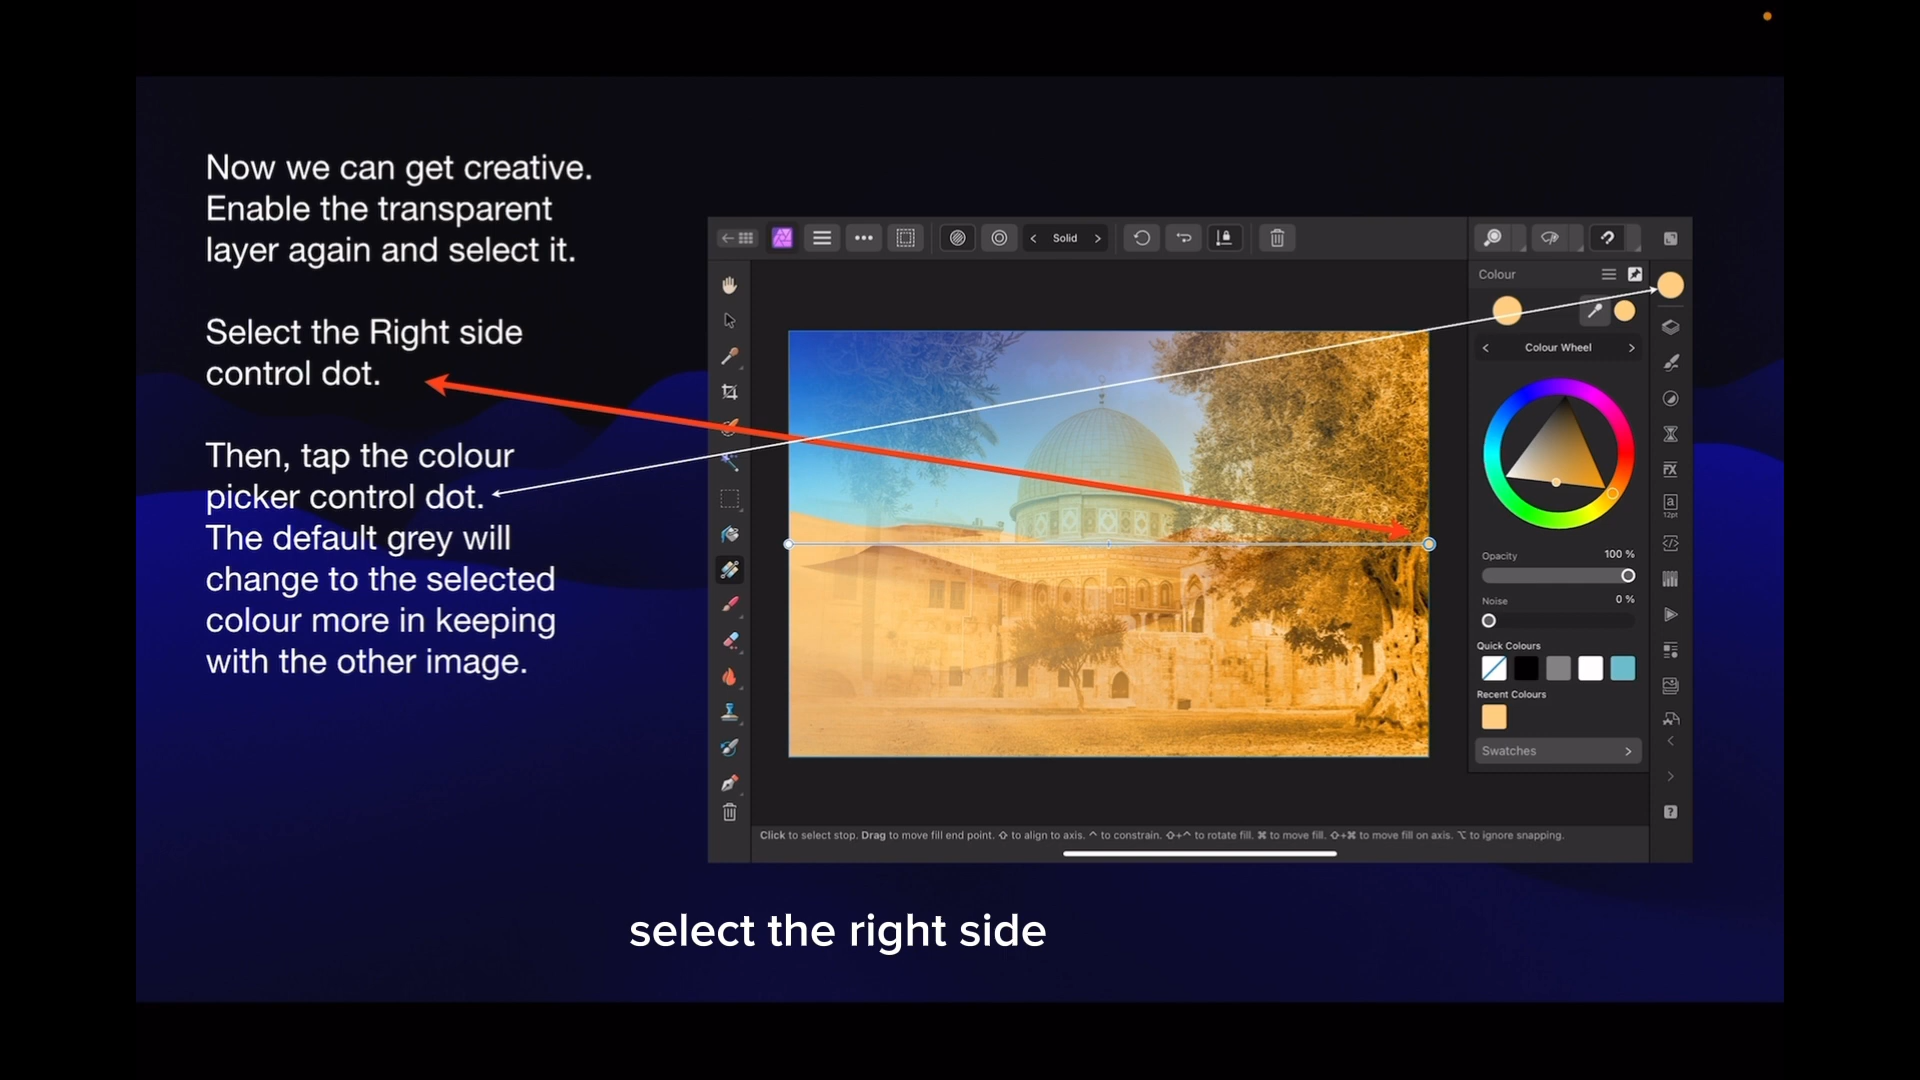 Now we can get creative.
Enable the transparent
layer again and select it.
Select the Right side
control dot.
Then, tap the colour
picker control dot.
The default grey will
change to the selected
colour more in keeping
with the other image.
Solid
Colour
Colour Wheel
Opacity 100 %
Noise 0 %
Quick Colours
Recent Colours
Swatches
FX
a
12pt
Click to select stop. Drag to move fill end point. ⇧ to align to axis. ^ to constrain. ⇧+^ to rotate fill. ⌘ to move fill. ⇧+⌘ to move fill on axis. ⌥ to ignore snapping.
select the right side